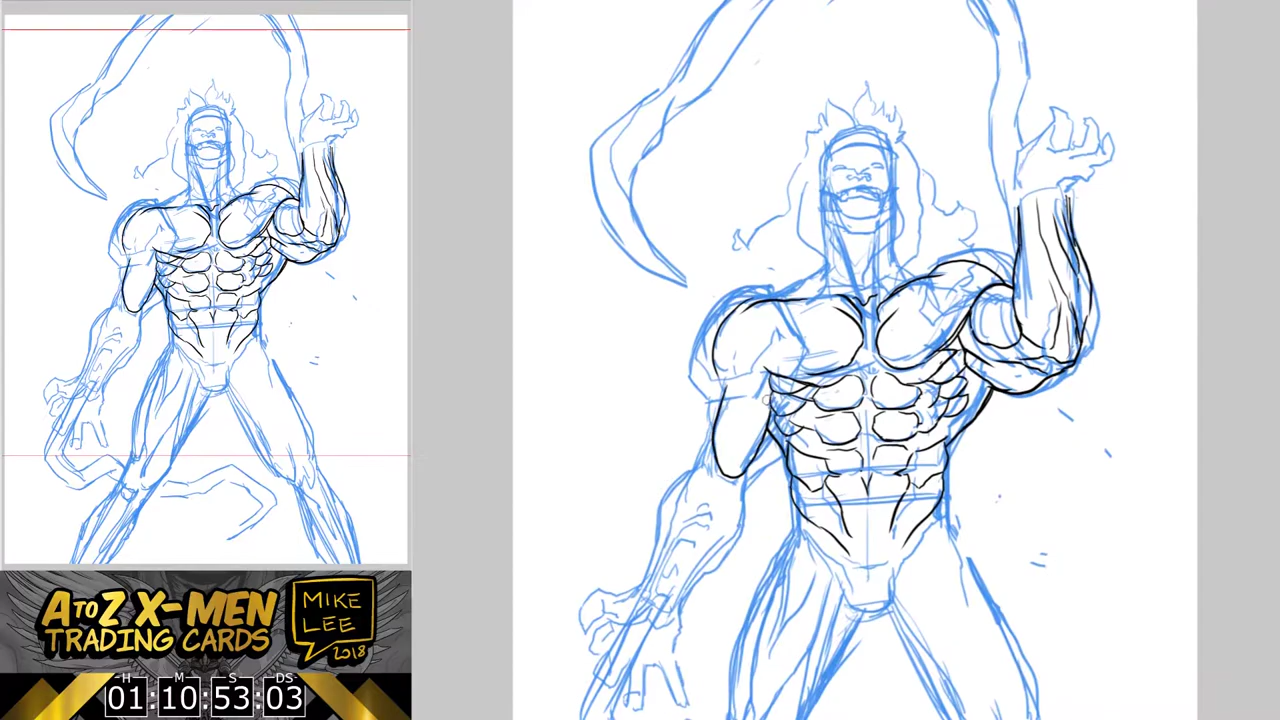 A TO Z X-MEN
TRADING CARDS
MIKE
LEE
2018
H M S DS
01:10:53:03